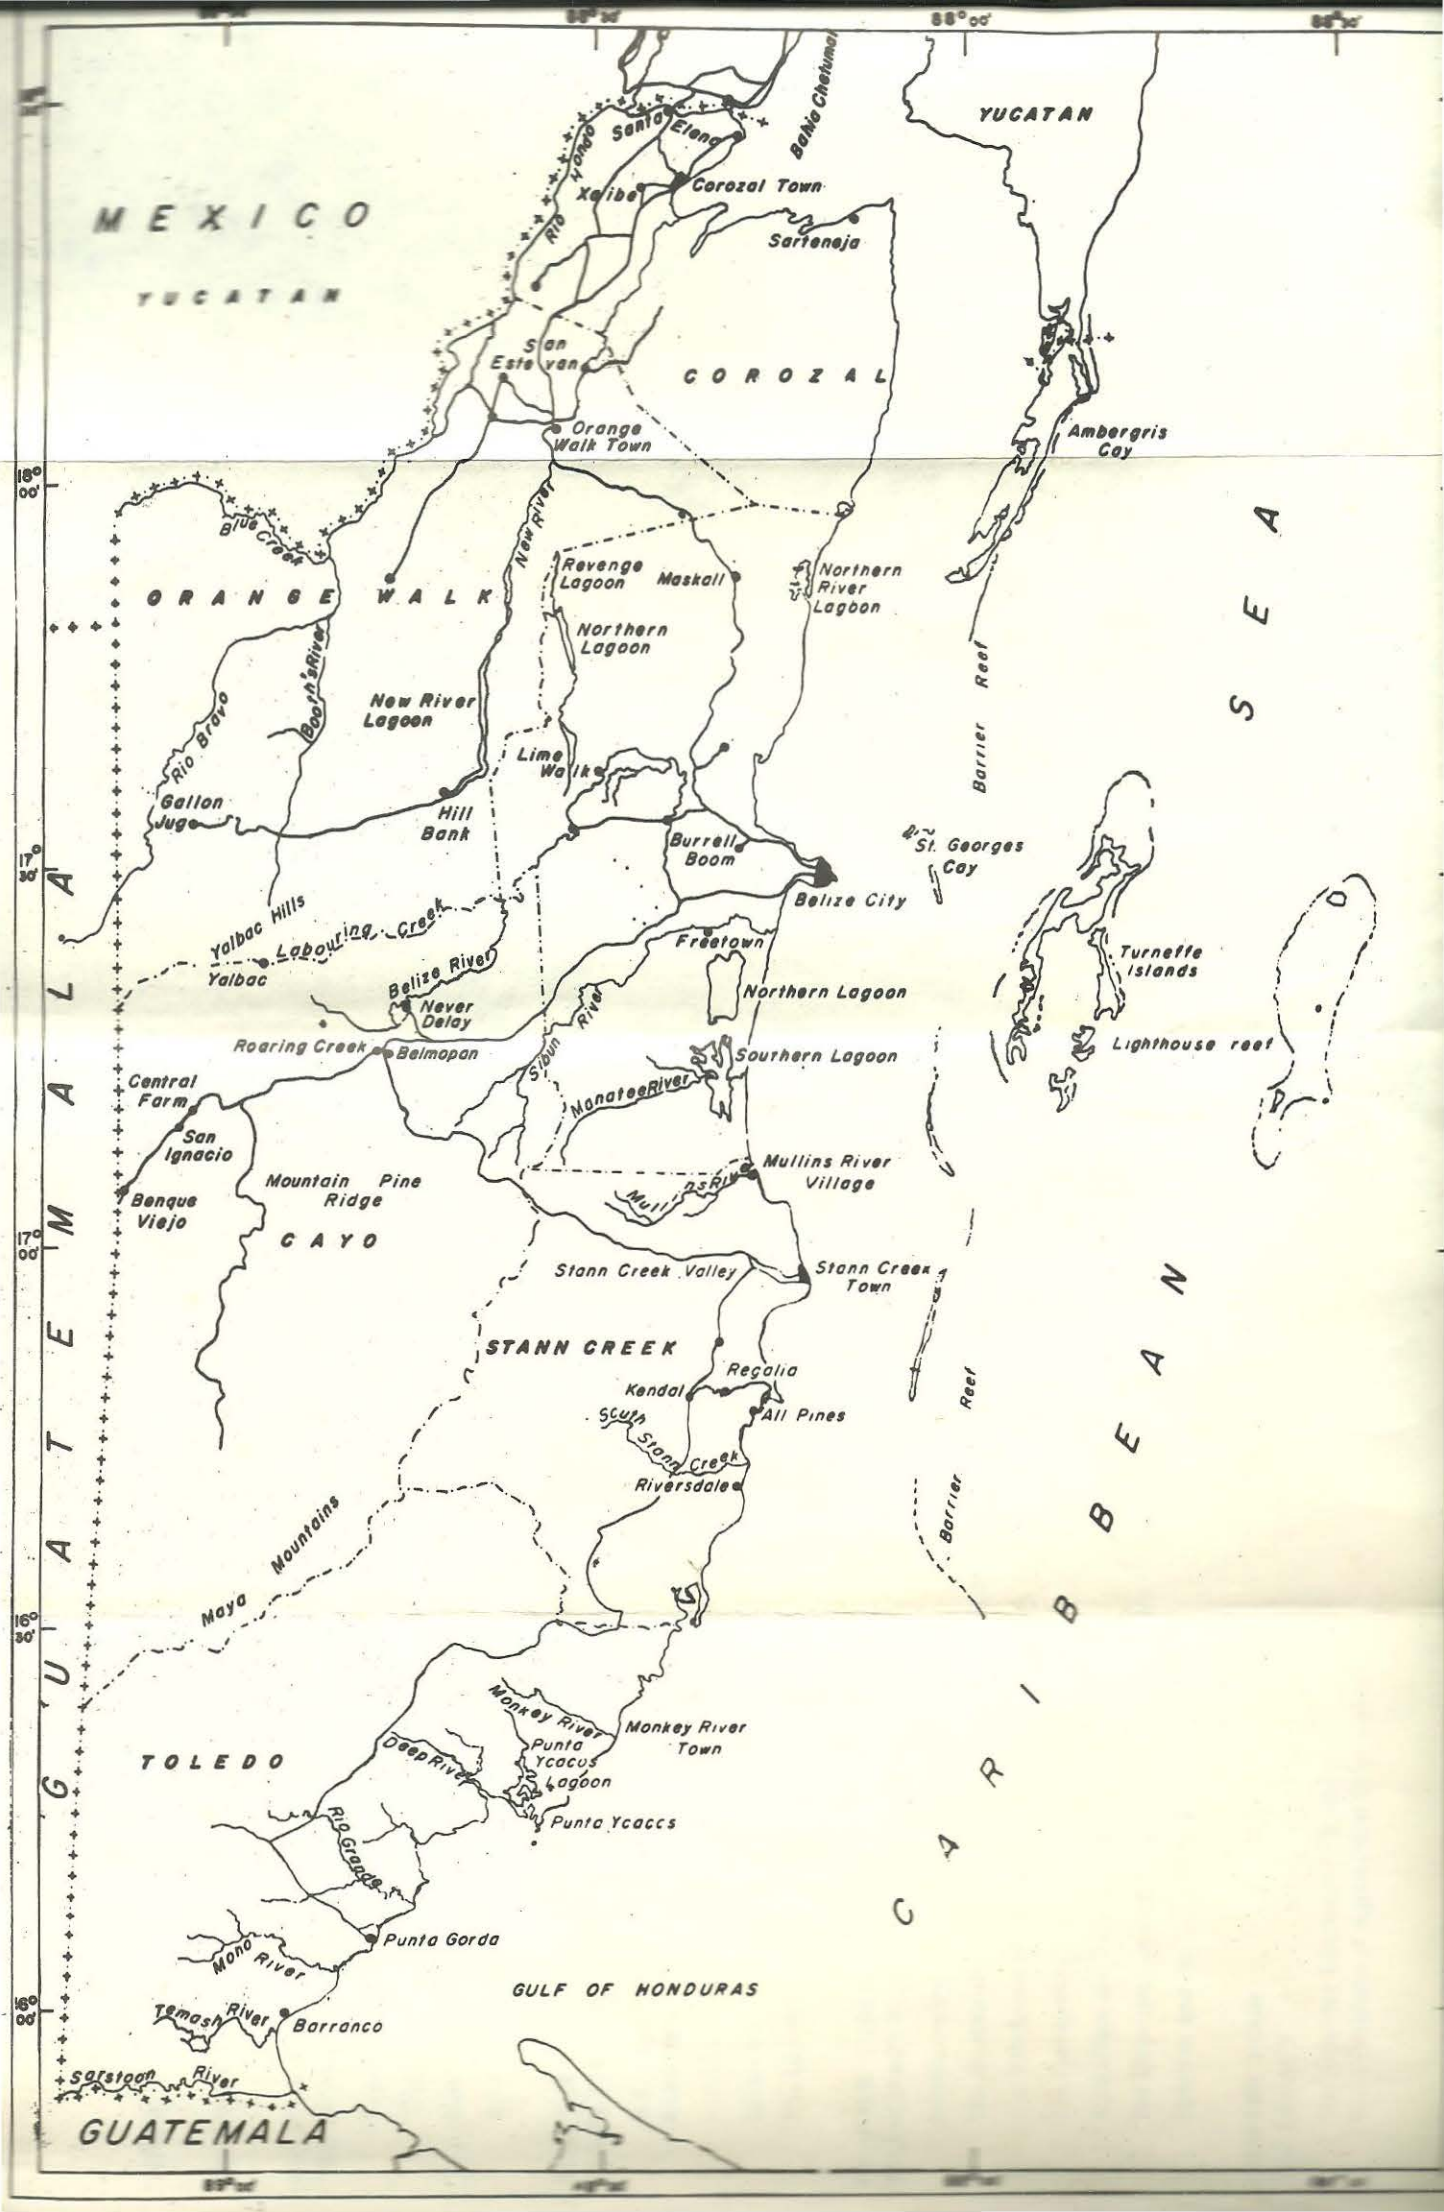 88°30'
88°00'
88°30'
Bahia Chetumal
YUCATAN
Santa Elena
Rio Hondo
MEXICO
YUCATAN
Corozal Town
Sarteneja
San
Estevan
COROZAL
Orange
Walk Town
Ambergris
Cay
18°
00'
Blue Creek
New River
Revenge
Lagoon
Maskall
Northern
River
Lagoon
ORANGE WALK
Northern
Lagoon
Booth's River
New River
Lagoon
Rio Bravo
Barrier Reef
Lime
Walk
Gallon
Jug
Hill
Bank
Burrell
Boom
St. Georges
Cay
17°
30'
Belize City
Yalbac Hills
Labouring Creek
Yalbac
Freetown
Turneffe
Islands
Belize River
Never
Delay
Northern Lagoon
Sibun River
Roaring Creek
Belmopan
Southern Lagoon
Lighthouse reef
Central
Farm
Manatee River
San
Ignacio
Mullins River
Village
Mountain Pine
Ridge
Mullins River
Benque
Viejo
17°
00'
CAYO
Stann Creek Valley
Stann Creek
Town
STANN CREEK
Regalia
Kendal
All Pines
Barrier Reef
South Stann Creek
Riversdale
Maya Mountains
16°
30'
Monkey River
Monkey River
Town
Punta
Ycacus
Lagoon
Deep River
TOLEDO
Punta Ycaccs
Rio Grande
Punta Gorda
Mono River
GULF OF HONDURAS
16°
00'
Temash River
Barranco
Sarstoon River
GUATEMALA
GUATEMALA
CARIBBEAN SEA